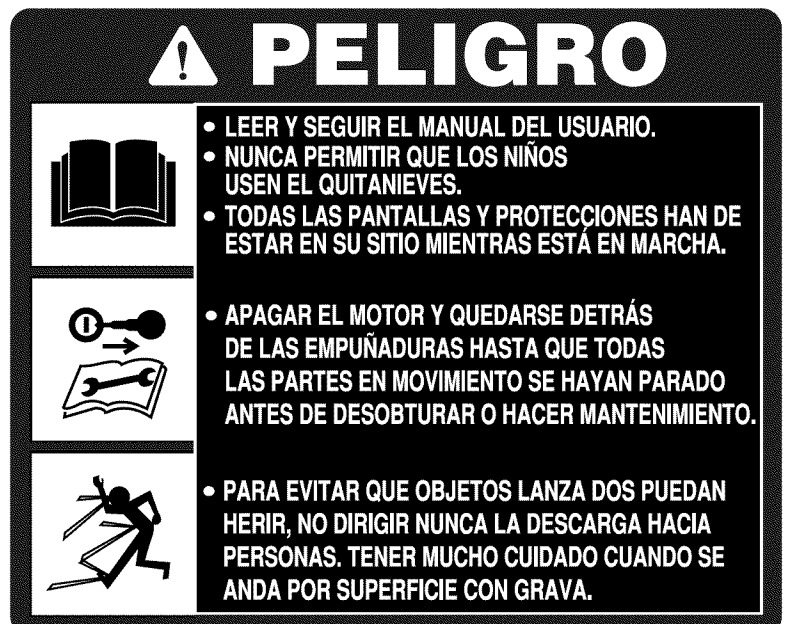 PELIGRO
• LEER Y SEGUIR EL MANUAL DEL USUARIO.
• NUNCA PERMITIR QUE LOS NIÑOS
USEN EL QUITANIEVES.
• TODAS LAS PANTALLAS Y PROTECCIONES HAN DE
ESTAR EN SU SITIO MIENTRAS ESTÁ EN MARCHA.
• APAGAR EL MOTOR Y QUEDARSE DETRÁS
DE LAS EMPUÑADURAS HASTA QUE TODAS
LAS PARTES EN MOVIMIENTO SE HAYAN PARADO
ANTES DE DESOBTURAR O HACER MANTENIMIENTO.
• PARA EVITAR QUE OBJETOS LANZA DOS PUEDAN
HERIR, NO DIRIGIR NUNCA LA DESCARGA HACIA
PERSONAS. TENER MUCHO CUIDADO CUANDO SE
ANDA POR SUPERFICIE CON GRAVA.